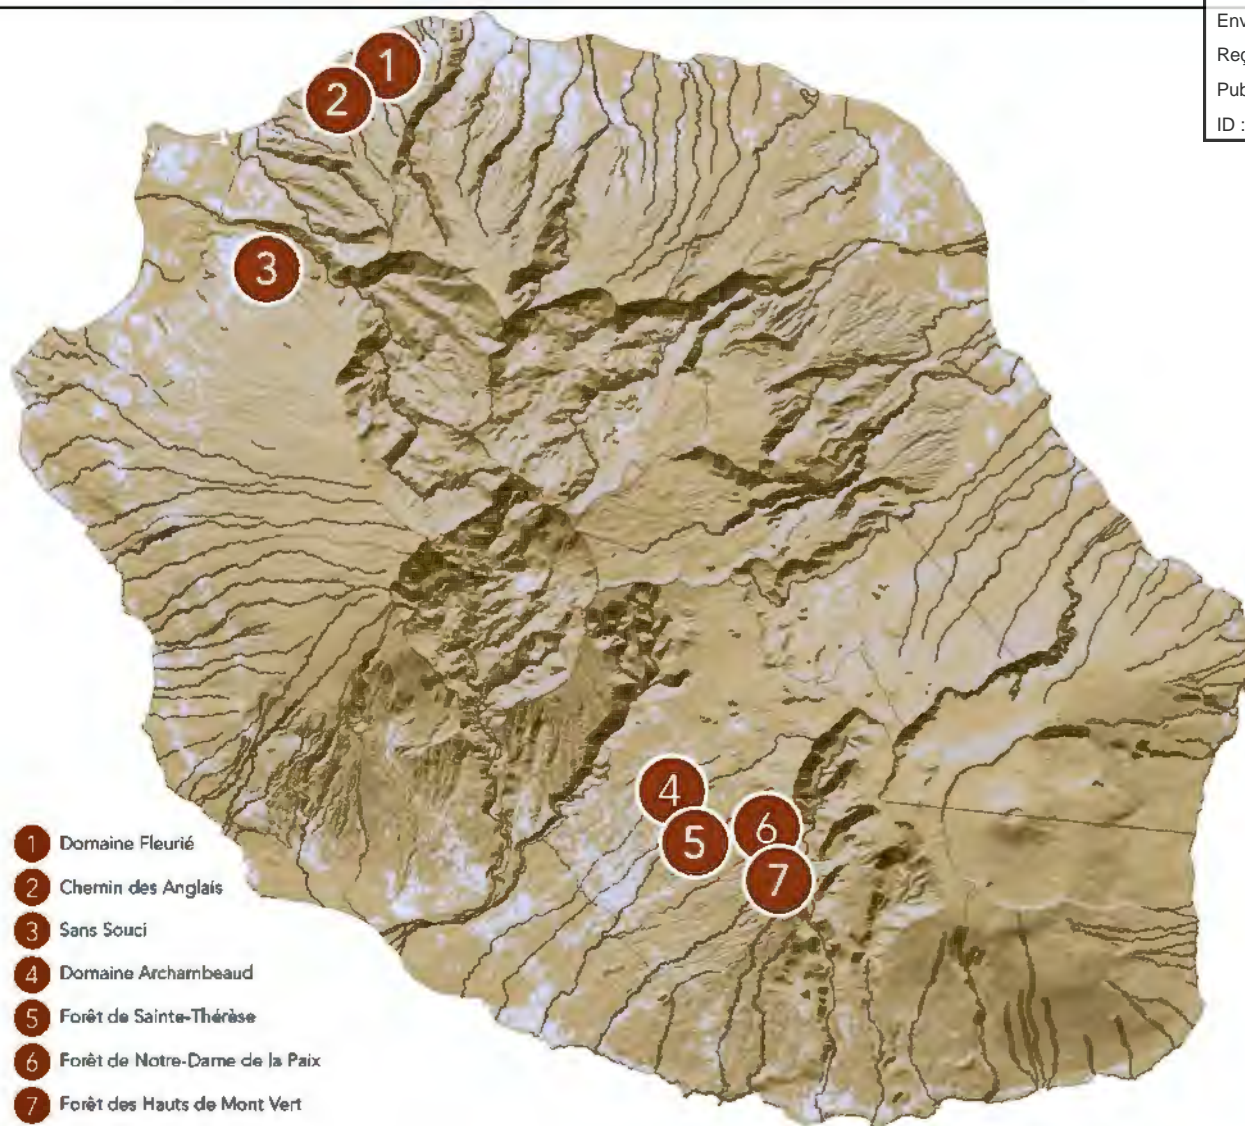 Env
Reç
Pub
ID :
1
2
3
4
5
6
7
1 Domaine Fleurié
2 Chemin des Anglais
3 Sans Souci
4 Domaine Archambeaud
5 Forêt de Sainte-Thérèse
6 Forêt de Notre-Dame de la Paix
7 Forêt des Hauts de Mont Vert